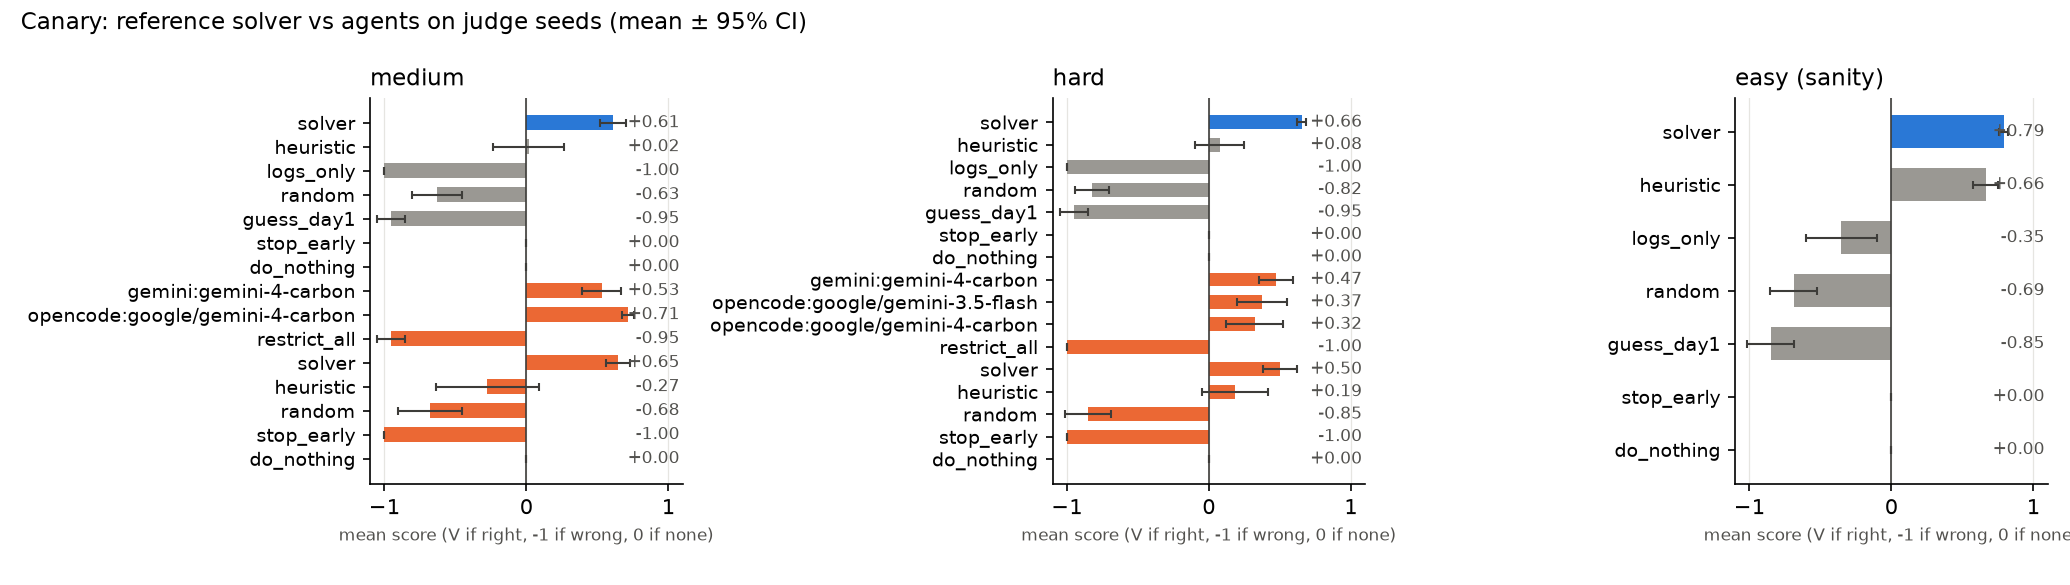 Canary: reference solver vs agents on judge seeds (mean ± 95% CI)
medium
solver +0.61
heuristic +0.02
logs_only -1.00
random -0.63
guess_day1 -0.95
stop_early +0.00
do_nothing +0.00
gemini:gemini-4-carbon +0.53
opencode:google/gemini-4-carbon +0.71
restrict_all -0.95
solver +0.65
heuristic -0.27
random -0.68
stop_early -1.00
do_nothing +0.00
−1 0 1
mean score (V if right, -1 if wrong, 0 if none)
hard
solver +0.66
heuristic +0.08
logs_only -1.00
random -0.82
guess_day1 -0.95
stop_early +0.00
do_nothing +0.00
gemini:gemini-4-carbon +0.47
opencode:google/gemini-3.5-flash +0.37
opencode:google/gemini-4-carbon +0.32
restrict_all -1.00
solver +0.50
heuristic +0.19
random -0.85
stop_early -1.00
do_nothing +0.00
−1 0 1
mean score (V if right, -1 if wrong, 0 if none)
easy (sanity)
solver +0.79
heuristic +0.66
logs_only -0.35
random -0.69
guess_day1 -0.85
stop_early +0.00
do_nothing +0.00
−1 0 1
mean score (V if right, -1 if wrong, 0 if none